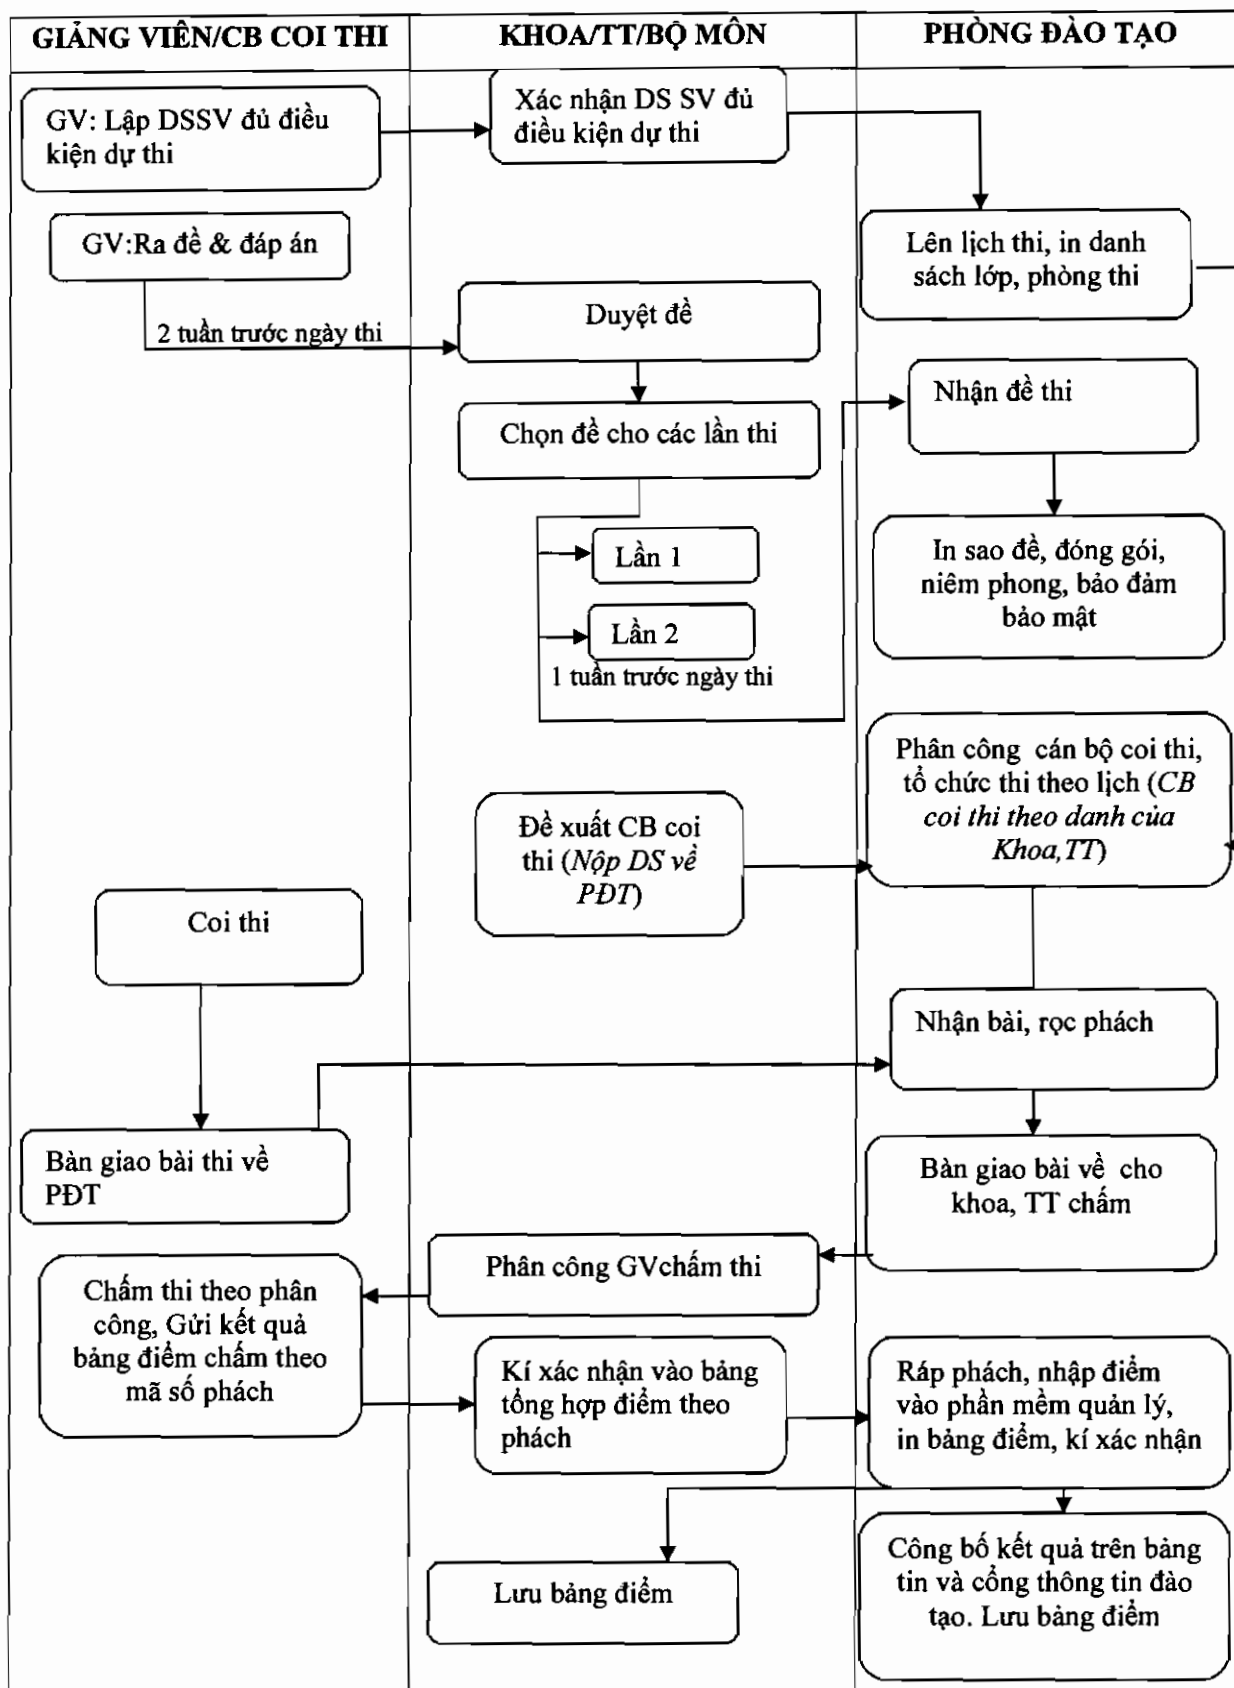 GIẢNG VIÊN/CB COI THI
KHOA/TT/BỘ MÔN
PHÒNG ĐÀO TẠO
GV: Lập DSSV đủ điều
kiện dự thi
Xác nhận DS SV đủ
điều kiện dự thi
GV:Ra đề & đáp án
Lên lịch thi, in danh
sách lớp, phòng thi
2 tuần trước ngày thi
Duyệt đề
Chọn đề cho các lần thi
Nhận đề thi
Lần 1
Lần 2
1 tuần trước ngày thi
In sao đề, đóng gói,
niêm phong, bảo đảm
bảo mật
Đề xuất CB coi
thi (Nộp DS về
PĐT)
Phân công cán bộ coi thi,
tổ chức thi theo lịch (CB
coi thi theo danh của
Khoa,TT)
Coi thi
Nhận bài, rọc phách
Bàn giao bài thi về
PĐT
Bàn giao bài về cho
khoa, TT chấm
Phân công GVchấm thi
Chấm thi theo phân
công, Gửi kết quả
bảng điểm chấm theo
mã số phách
Kí xác nhận vào bảng
tổng hợp điểm theo
phách
Ráp phách, nhập điểm
vào phần mềm quản lý,
in bảng điểm, kí xác nhận
Lưu bảng điểm
Công bố kết quả trên bảng
tin và cổng thông tin đào
tạo. Lưu bảng điểm